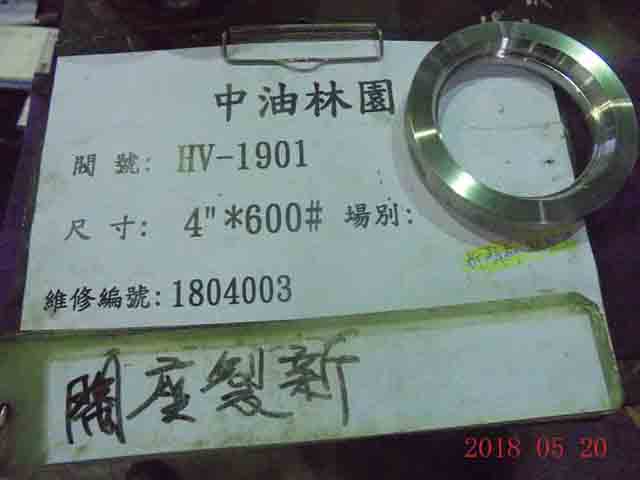 中油林園
閥 號: HV-1901
尺 寸: 4"*600# 場別:
維修編號: 1804003
閥座製新
2018 05 20